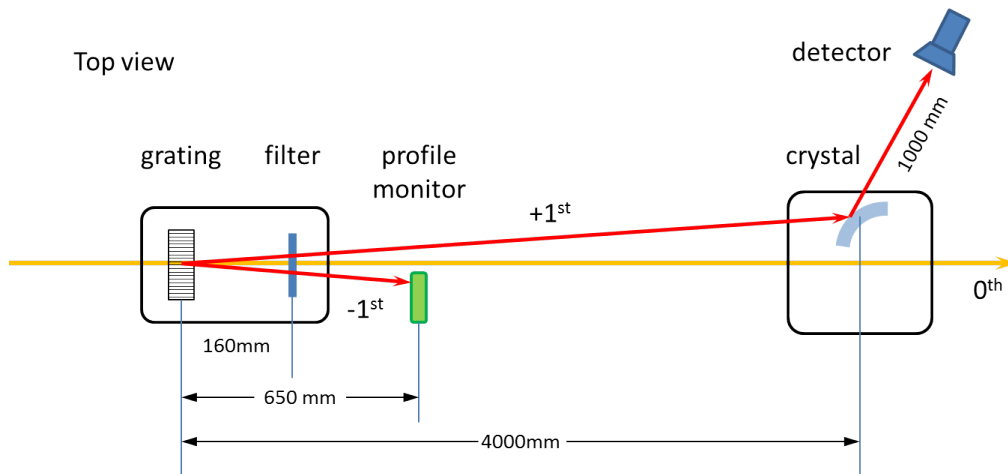 Top view
detector
1000 mm
grating
filter
profile
monitor
crystal
+1st
-1st
0th
160mm
650 mm
4000mm